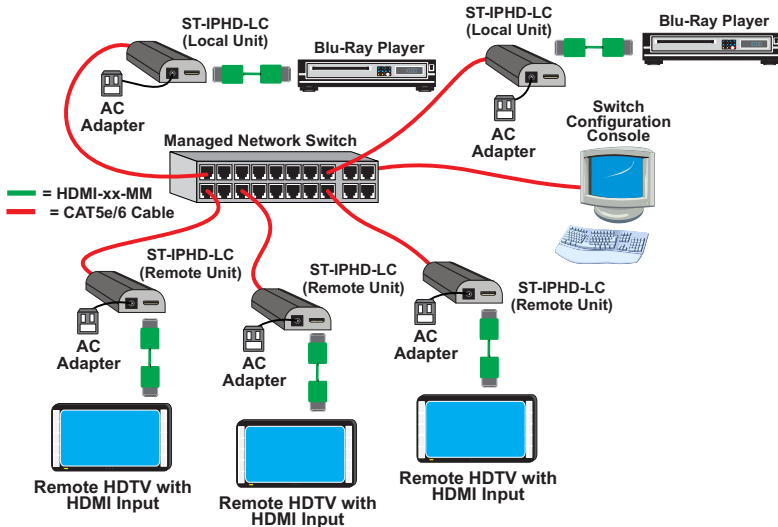 ST-IPHD-LC
(Local Unit)
Blu-Ray Player
AC
Adapter
ST-IPHD-LC
(Local Unit)
Blu-Ray Player
AC
Adapter
Switch
Configuration
Console
Managed Network Switch
= HDMI-xx-MM
= CAT5e/6 Cable
ST-IPHD-LC
(Remote Unit)
AC
Adapter
ST-IPHD-LC
(Remote Unit)
AC
Adapter
ST-IPHD-LC
(Remote Unit)
AC
Adapter
Remote HDTV with
HDMI Input
Remote HDTV with
HDMI Input
Remote HDTV with
HDMI Input